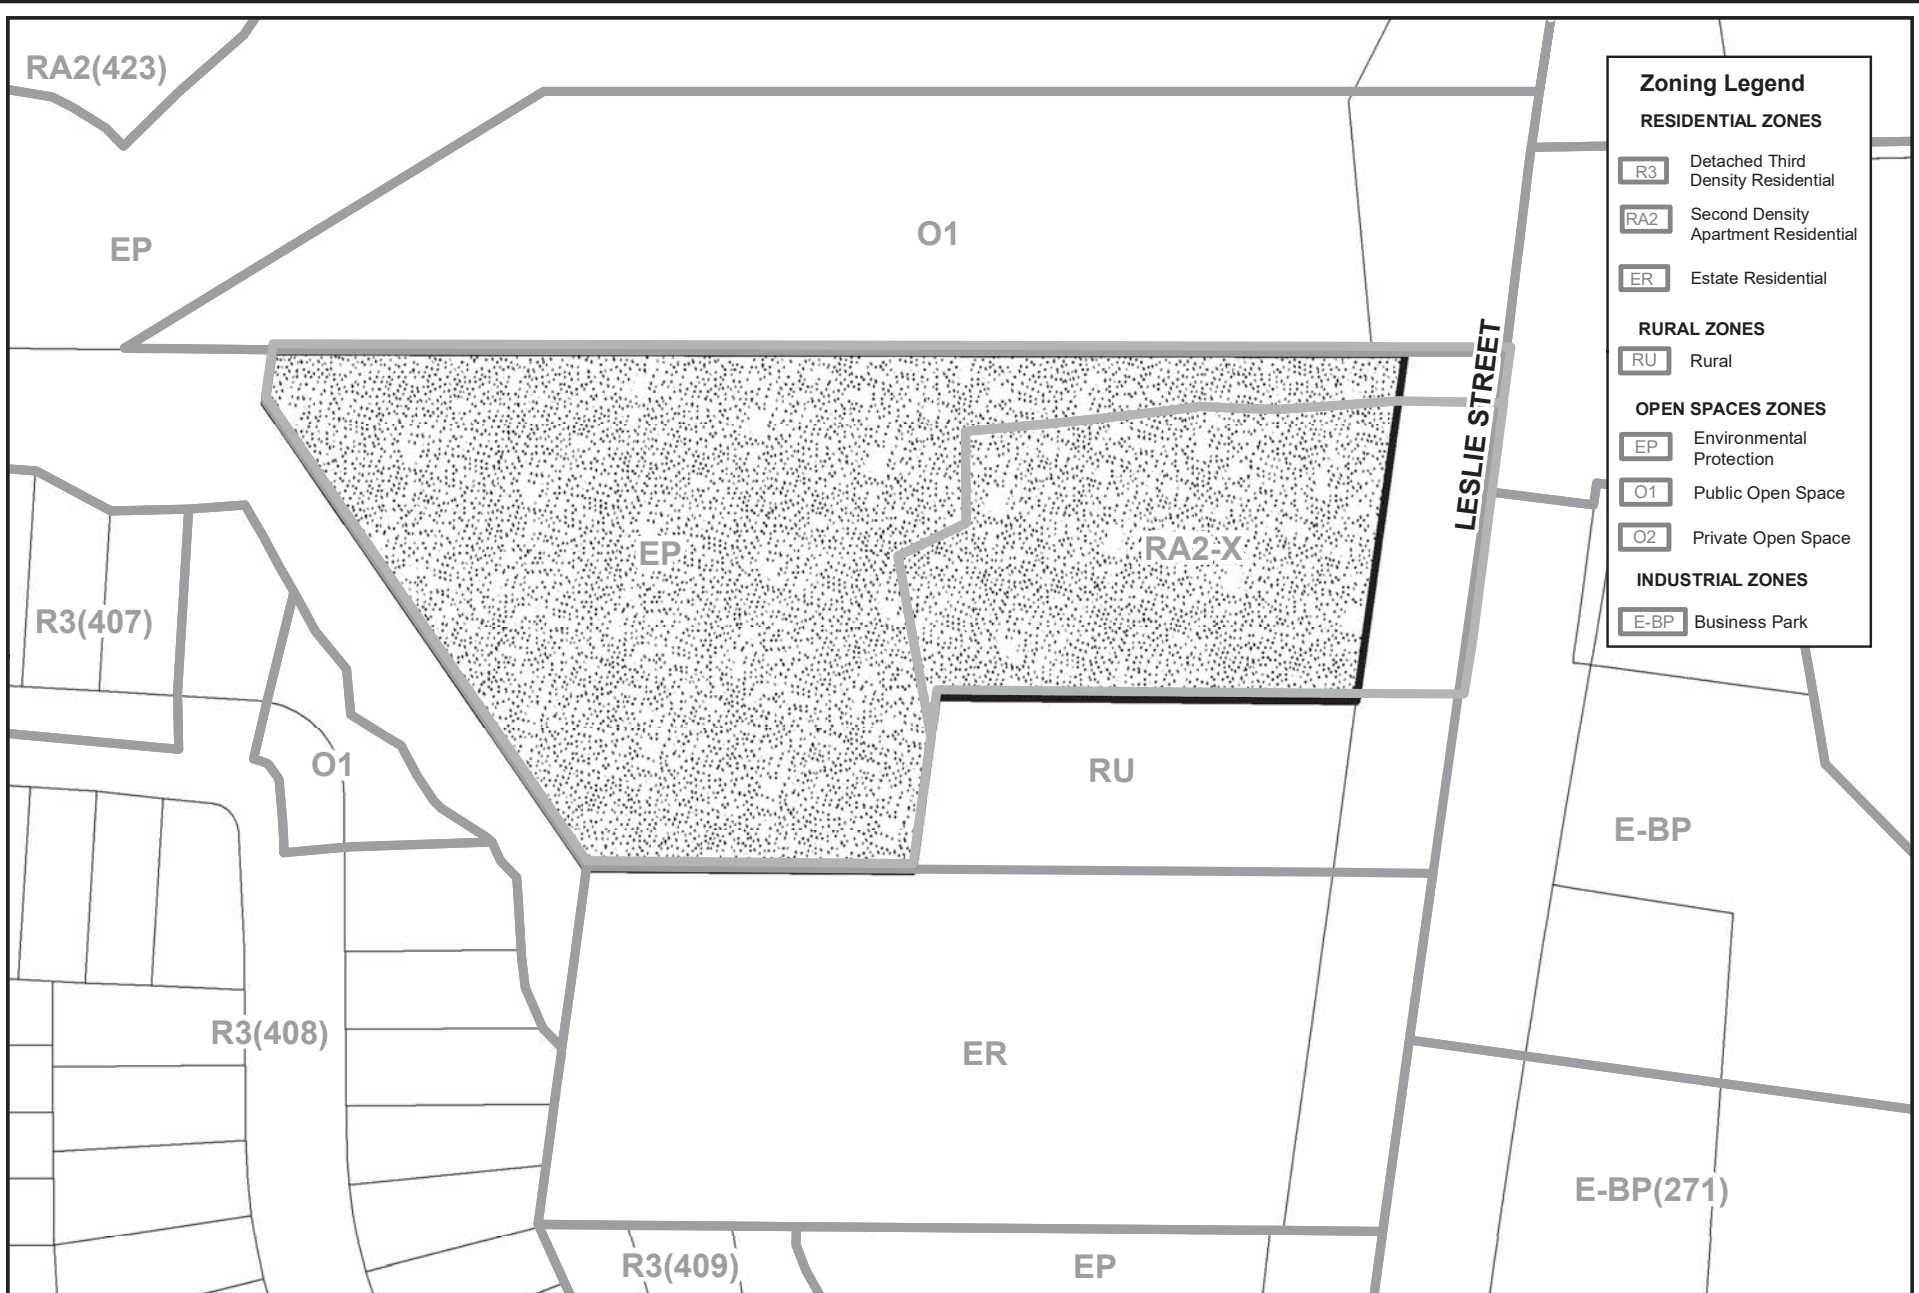 RA2(423)
EP
O1
LESLIE STREET
EP
RA2-X
R3(407)
O1
RU
E-BP
R3(408)
ER
E-BP(271)
R3(409)
EP
Zoning Legend
RESIDENTIAL ZONES
R3
Detached Third
Density Residential
RA2
Second Density
Apartment Residential
ER
Estate Residential
RURAL ZONES
RU
Rural
OPEN SPACES ZONES
EP
Environmental
Protection
O1
Public Open Space
O2
Private Open Space
INDUSTRIAL ZONES
E-BP
Business Park